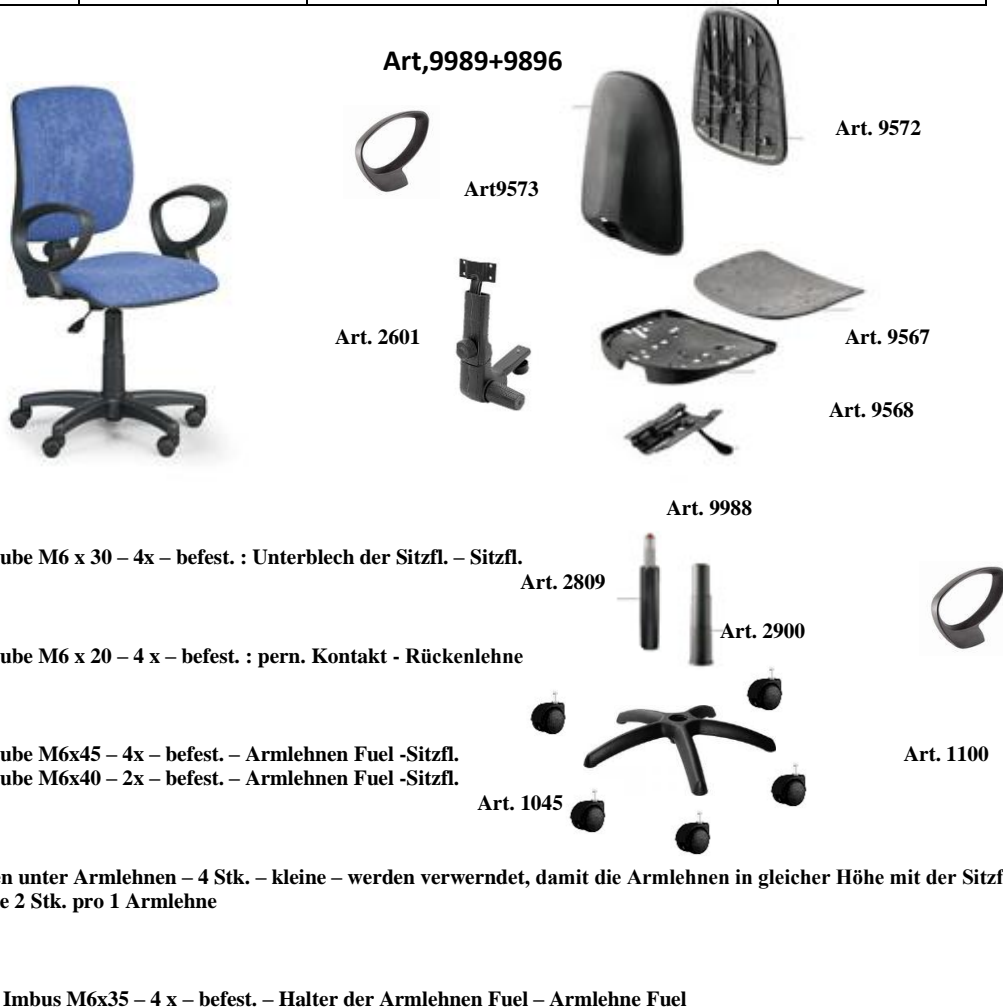 Art,9989+9896
Art. 9572
Art9573
Art. 2601
Art. 9567
Art. 9568
Art. 9988
ube M6 x 30 – 4x – befest. : Unterblech der Sitzfl. – Sitzfl.
Art. 2809
Art. 2900
ube M6 x 20 – 4 x – befest. : pern. Kontakt - Rückenlehne
ube M6x45 – 4x – befest. – Armlehnen Fuel -Sitzfl.
Art. 1100
ube M6x40 – 2x – befest. – Armlehnen Fuel -Sitzfl.
Art. 1045
en unter Armlehnen – 4 Stk. – kleine – werden verwerndet, damit die Armlehnen in gleicher Höhe mit der Sitzf
e 2 Stk. pro 1 Armlehne
Imbus M6x35 – 4 x – befest. – Halter der Armlehnen Fuel – Armlehne Fuel